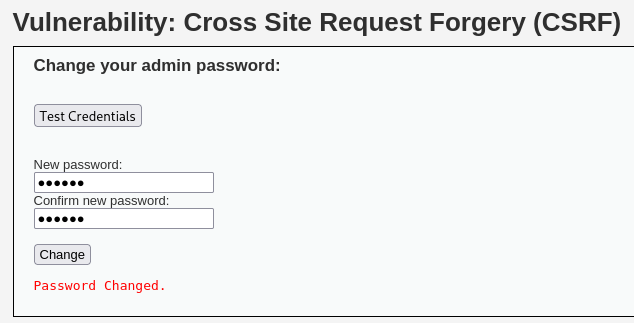 Vulnerability: Cross Site Request Forgery (CSRF)
Change your admin password:
Test Credentials
New password:
●●●●●●
Confirm new password:
●●●●●●
Change
Password Changed.